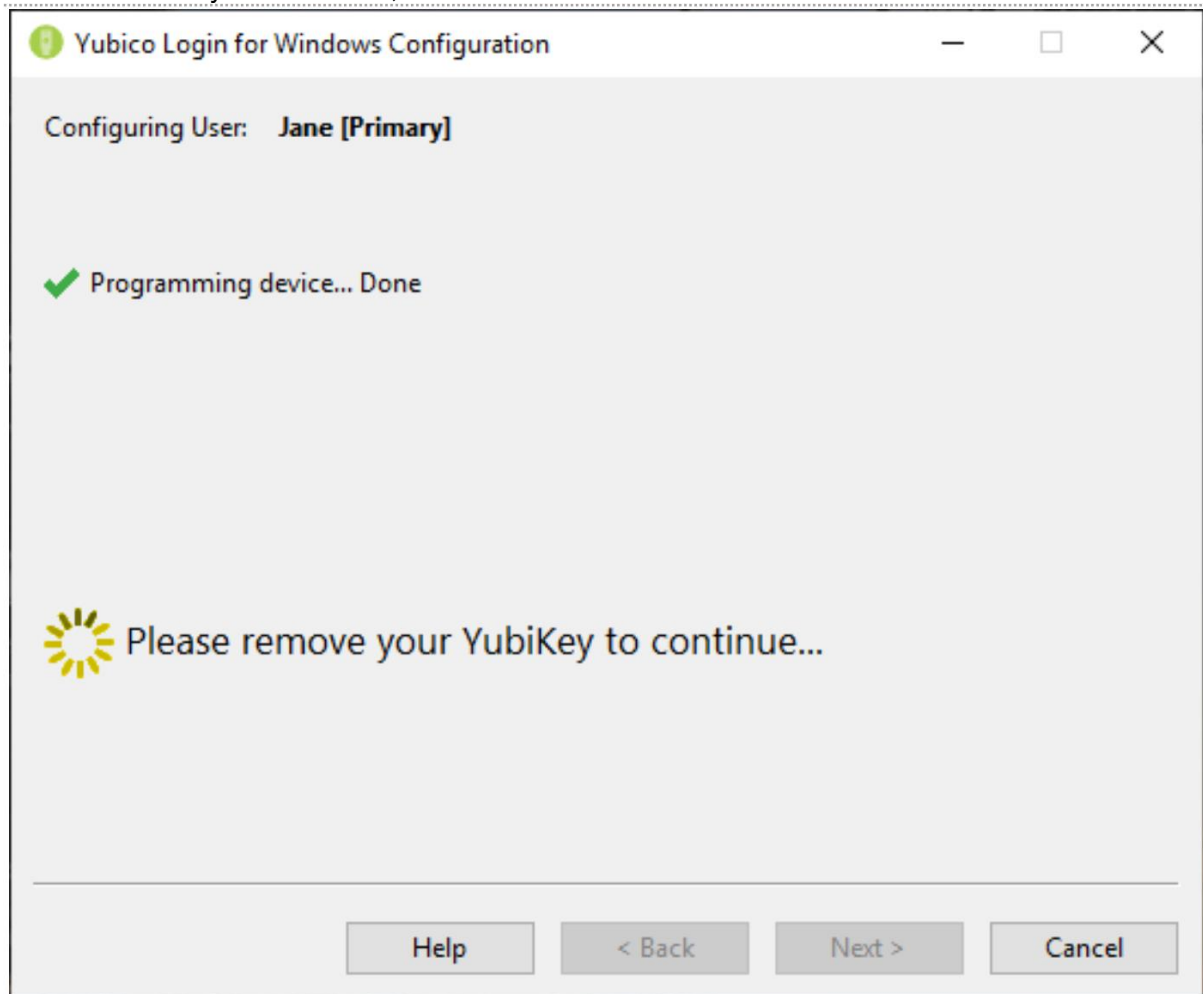 Yubico Login for Windows Configuration
Configuring User: Jane [Primary]
Programming device... Done
Please remove your YubiKey to continue...
Help < Back Next > Cancel